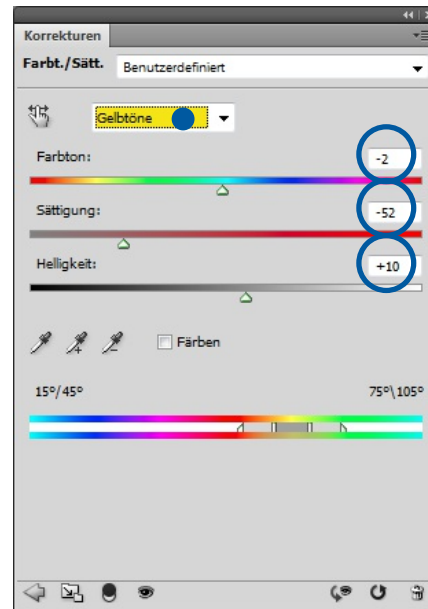 Korrekturen
Farbt./Sätt. Benutzerdefiniert
Gelbtöne
Farbton: -2
Sättigung: -52
Helligkeit: +10
Färben
15°/45° 75°\105°